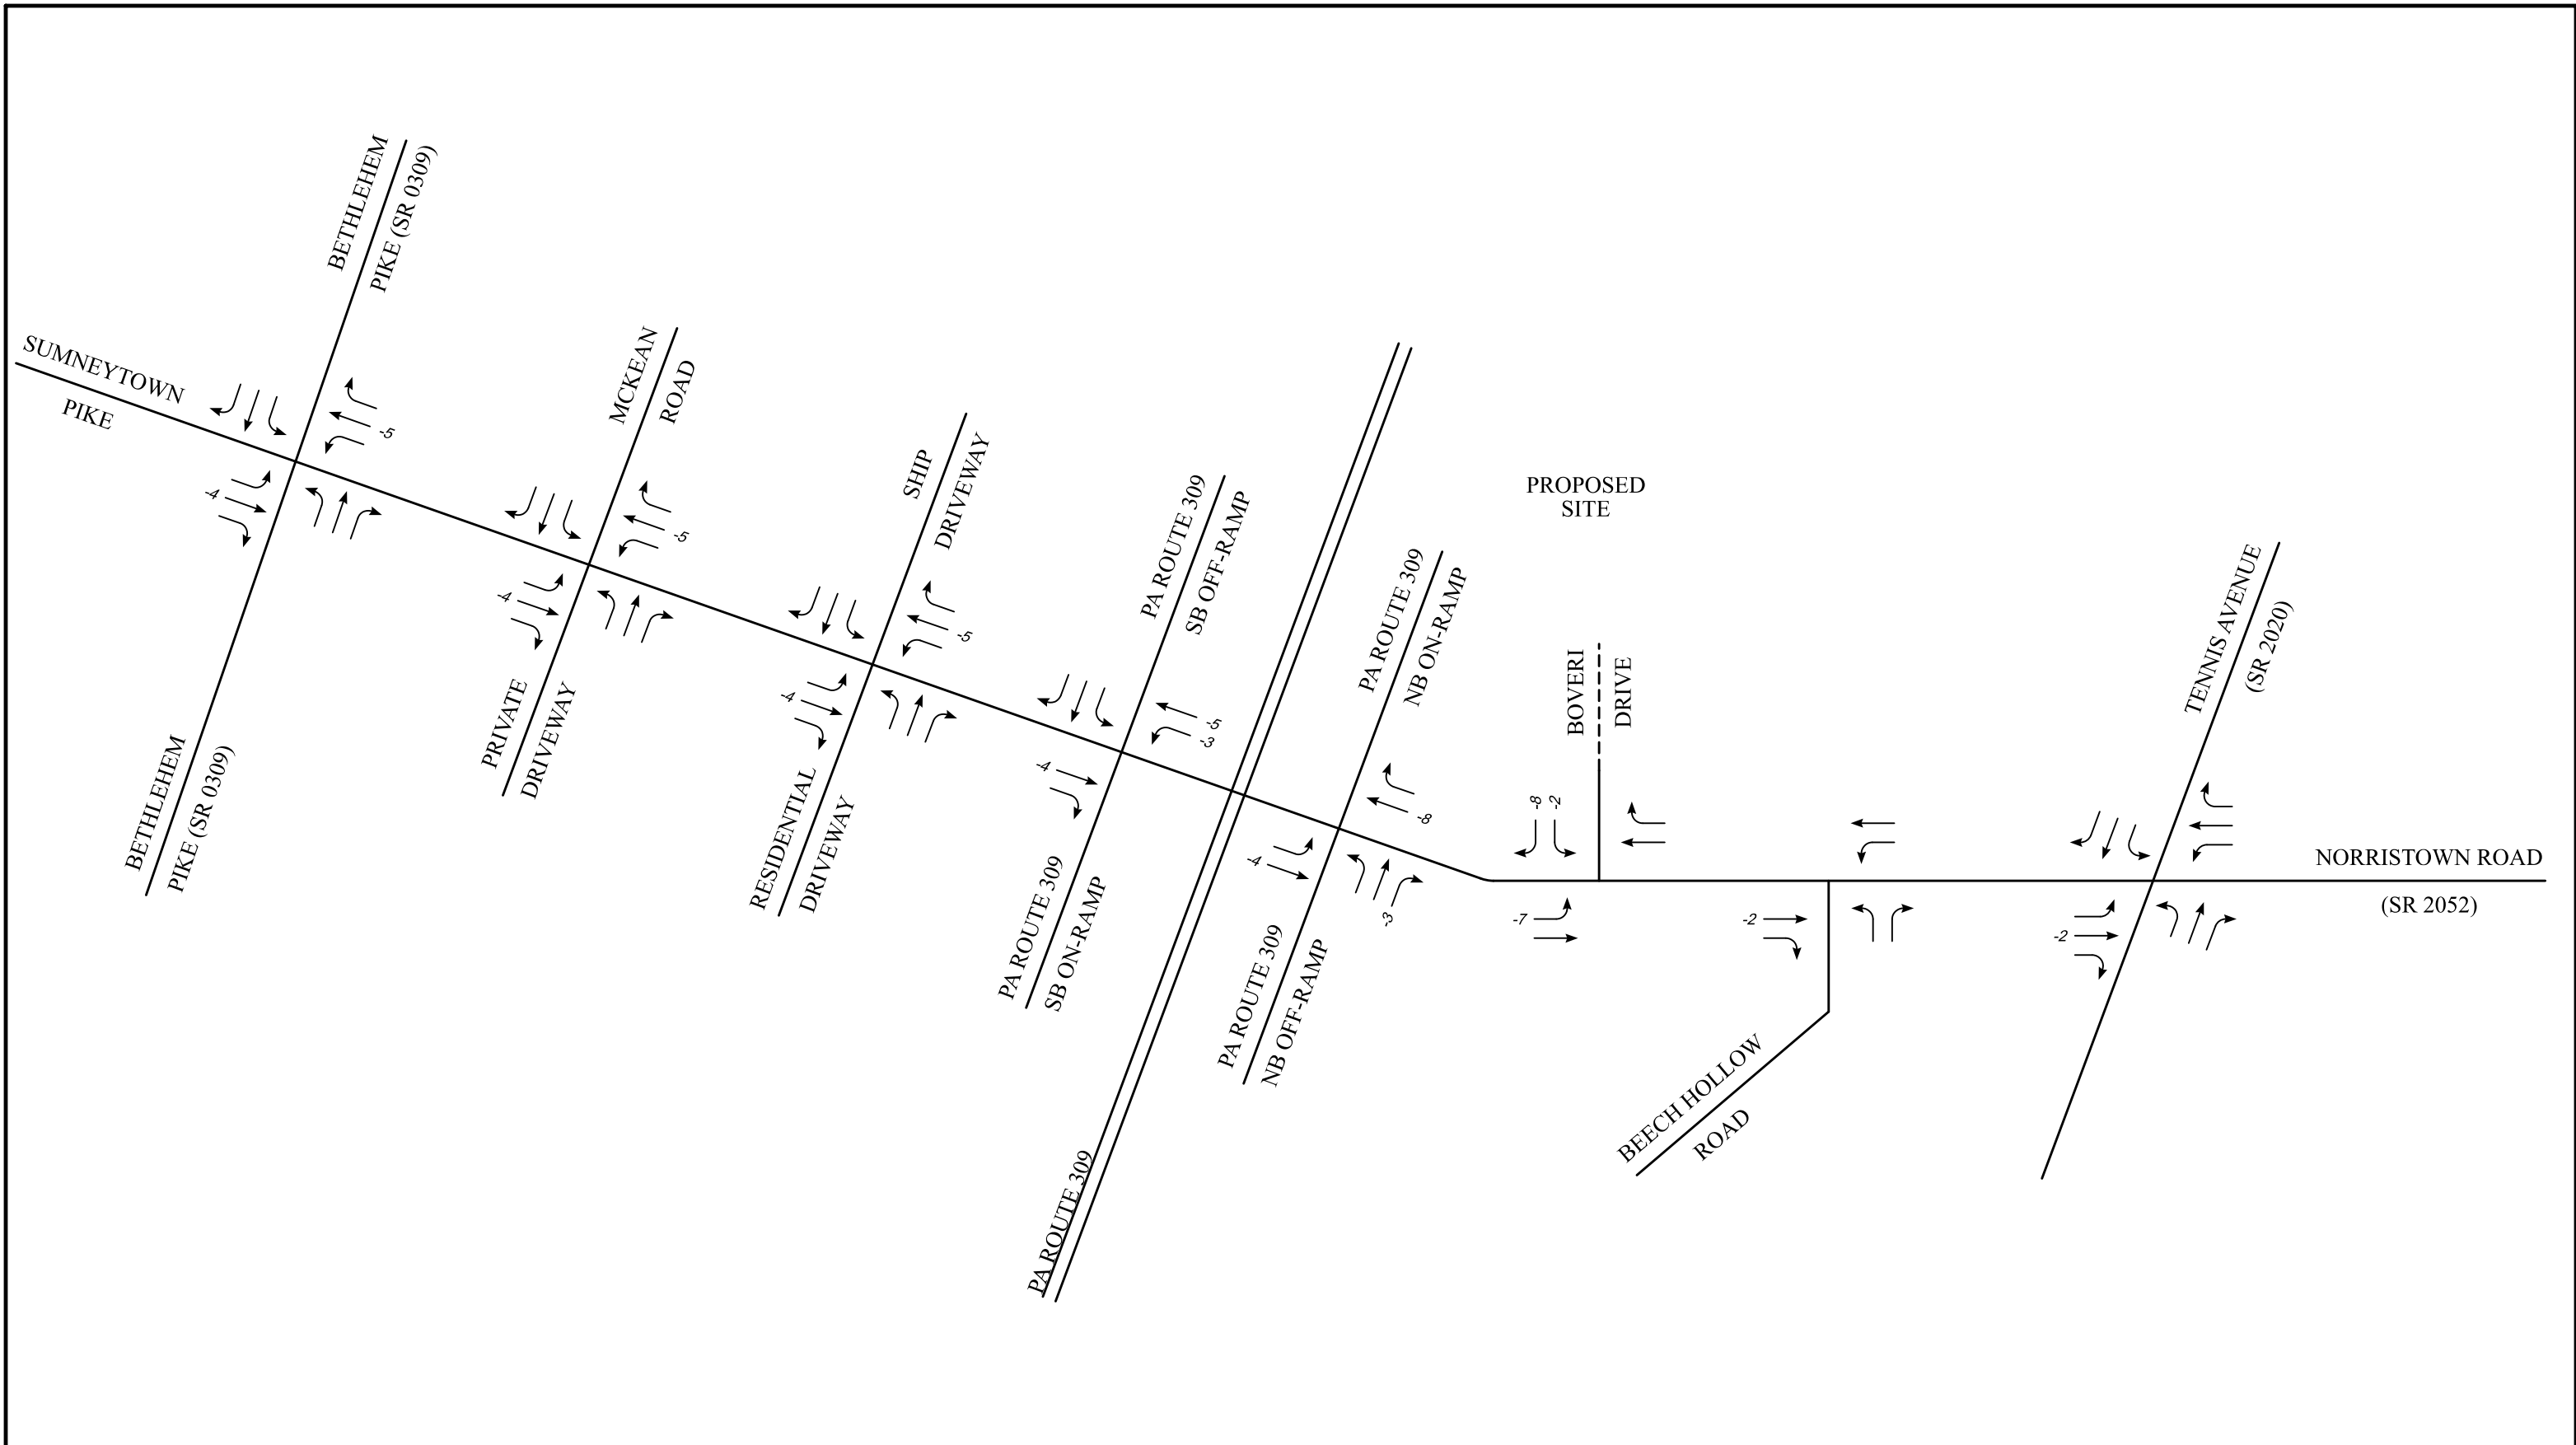 BETHLEHEM
PIKE (SR 0309)
SUMNEYTOWN
PIKE
-5
-4
BETHLEHEM
PIKE (SR 0309)
MCKEAN
ROAD
-5
-4
PRIVATE
DRIVEWAY
SHIP
DRIVEWAY
-5
-4
RESIDENTIAL
DRIVEWAY
PA ROUTE 309
SB OFF-RAMP
-5
-3
-4
PA ROUTE 309
SB ON-RAMP
PA ROUTE 309
PROPOSED
SITE
PA ROUTE 309
NB ON-RAMP
-8
-4
-3
PA ROUTE 309
NB OFF-RAMP
BOVERI
DRIVE
-8
-2
-7
-2
BEECH HOLLOW
ROAD
TENNIS AVENUE
(SR 2020)
-2
NORRISTOWN ROAD
(SR 2052)